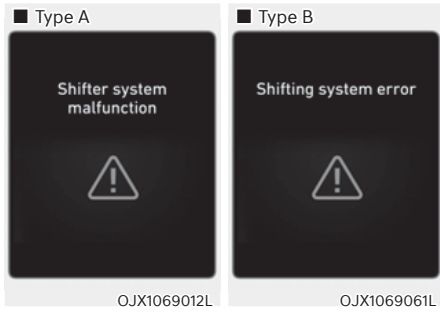 ■ Type A
Shifter system
malfunction
OJX1069012L
■ Type B
Shifting system error
OJX1069061L